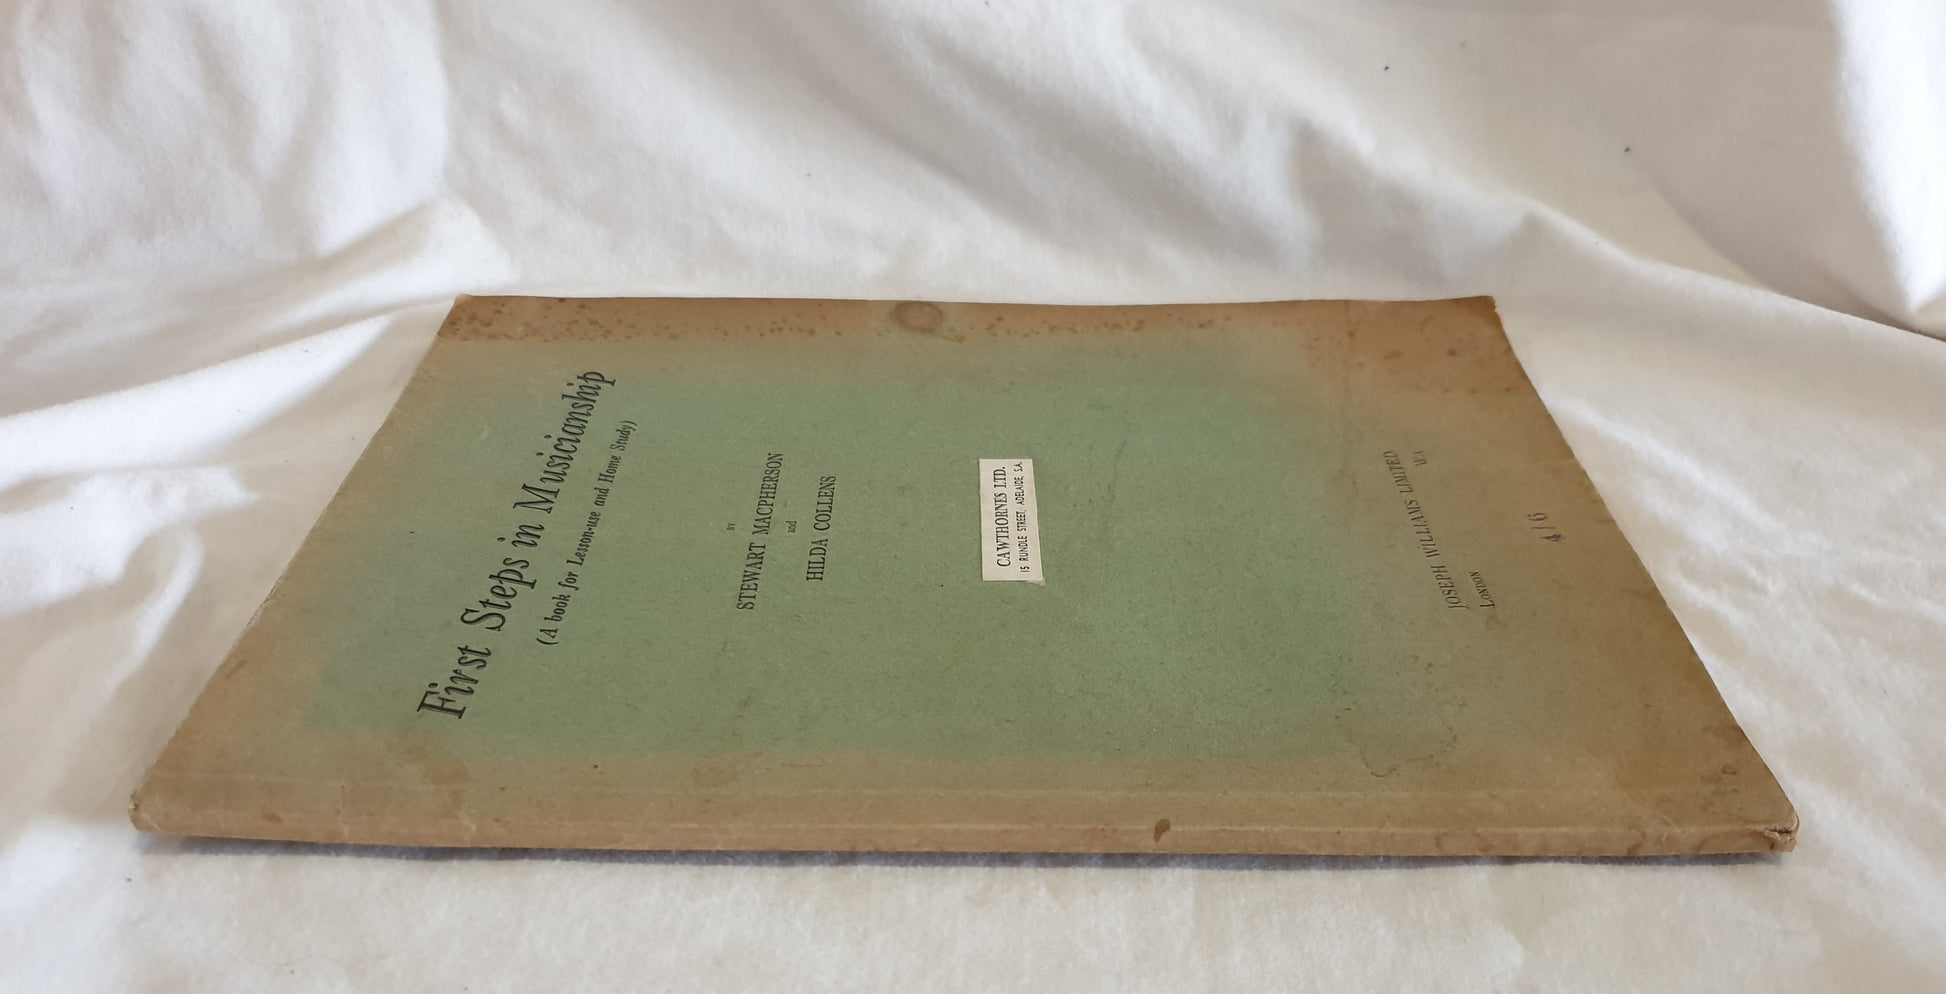 First Steps in Musicianship
(A book for Lesson-use and Home Study)
BY
STEWART MACPHERSON
and
HILDA COLLENS
CAWTHORNES LTD.
15 RUNDLE STREET, ADELAIDE S.A.
JOSEPH WILLIAMS LIMITED
LONDON W.1
4/6